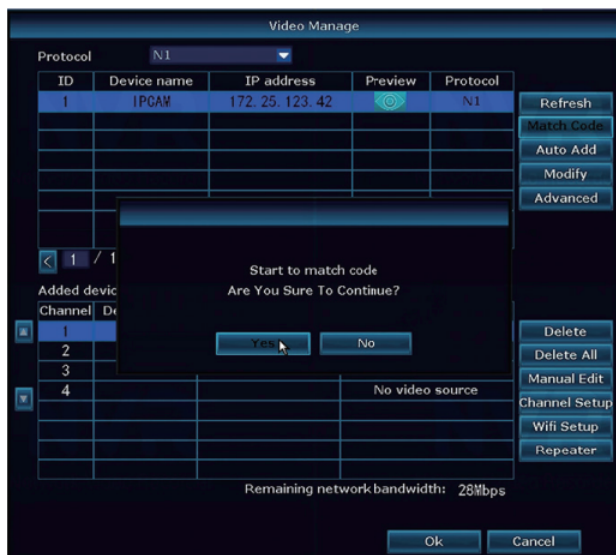 Video Manage
Protocol N1
ID Device name IP address Preview Protocol
1 IPCAM 172.25.123.42 N1
Refresh
Match Code
Auto Add
Modify
Advanced
< 1 / 1
Start to match code
Are You Sure To Continue?
Yes No
Added devic
Channel De
1
2
3
4 No video source
Delete
Delete All
Manual Edit
Channel Setup
Wifi Setup
Repeater
Remaining network bandwidth: 28Mbps
Ok Cancel